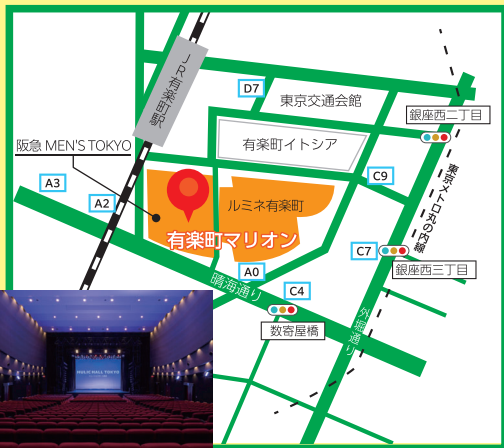 JR有楽町駅
D7
東京交通会館
銀座西二丁目
阪急 MEN'S TOKYO
有楽町イトシア
東京メトロ丸の内線
A3
A2
C9
ルミネ有楽町
有楽町マリオン
A0
C7
銀座西三丁目
晴海通り
C4
数寄屋橋
外堀通り